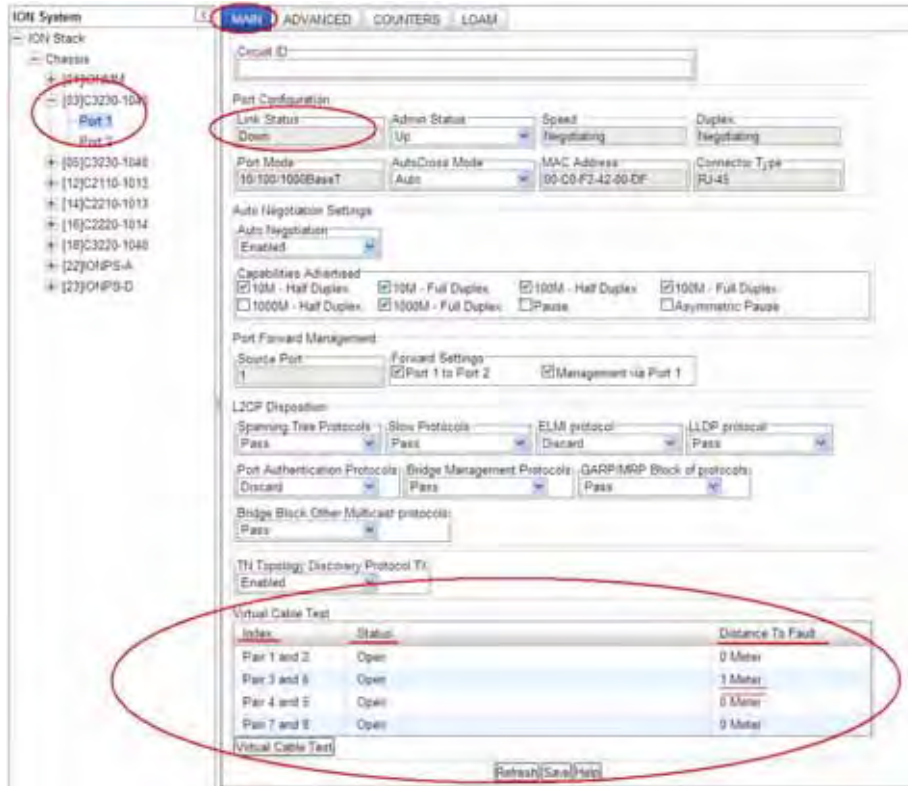 ION System
MAIN ADVANCED COUNTERS LOAM
ION Stack
Chassis
[01]IONMM
[03]C3230-1040
Port 1
Port 2
[05]C3230-1040
[12]C2110-1013
[14]C2210-1013
[16]C2220-1014
[18]C3220-1040
[22]IONPS-A
[23]IONPS-D
Circuit ID
Port Configuration
Link Status Admin Status Speed Duplex
Down Up Negotiating Negotiating
Port Mode AutoCross Mode MAC Address Connector Type
10/100/1000BaseT Auto 00-C0-F2-42-00-DF RJ-45
Auto Negotiation Settings
Auto Negotiation
Enabled
Capabilities Advertised
10M - Half Duplex 10M - Full Duplex 100M - Half Duplex 100M - Full Duplex
1000M - Half Duplex 1000M - Full Duplex Pause Asymmetric Pause
Port Forward Management
Source Port Forward Settings
1 Port 1 to Port 2 Management via Port 1
L2CP Disposition
Spanning Tree Protocols Slow Protocols ELMI protocol LLDP protocol
Pass Pass Discard Pass
Port Authentication Protocols Bridge Management Protocols GARP/MRP Block of protocols
Discard Pass Pass
Bridge Block Other Multicast protocols
Pass
TN Topology Discovery Protocol TX
Enabled
Virtual Cable Test
Index Status Distance To Fault
Pair 1 and 2 Open 0 Meter
Pair 3 and 6 Open 1 Meter
Pair 4 and 5 Open 0 Meter
Pair 7 and 8 Open 0 Meter
Virtual Cable Test
Refresh Save Help